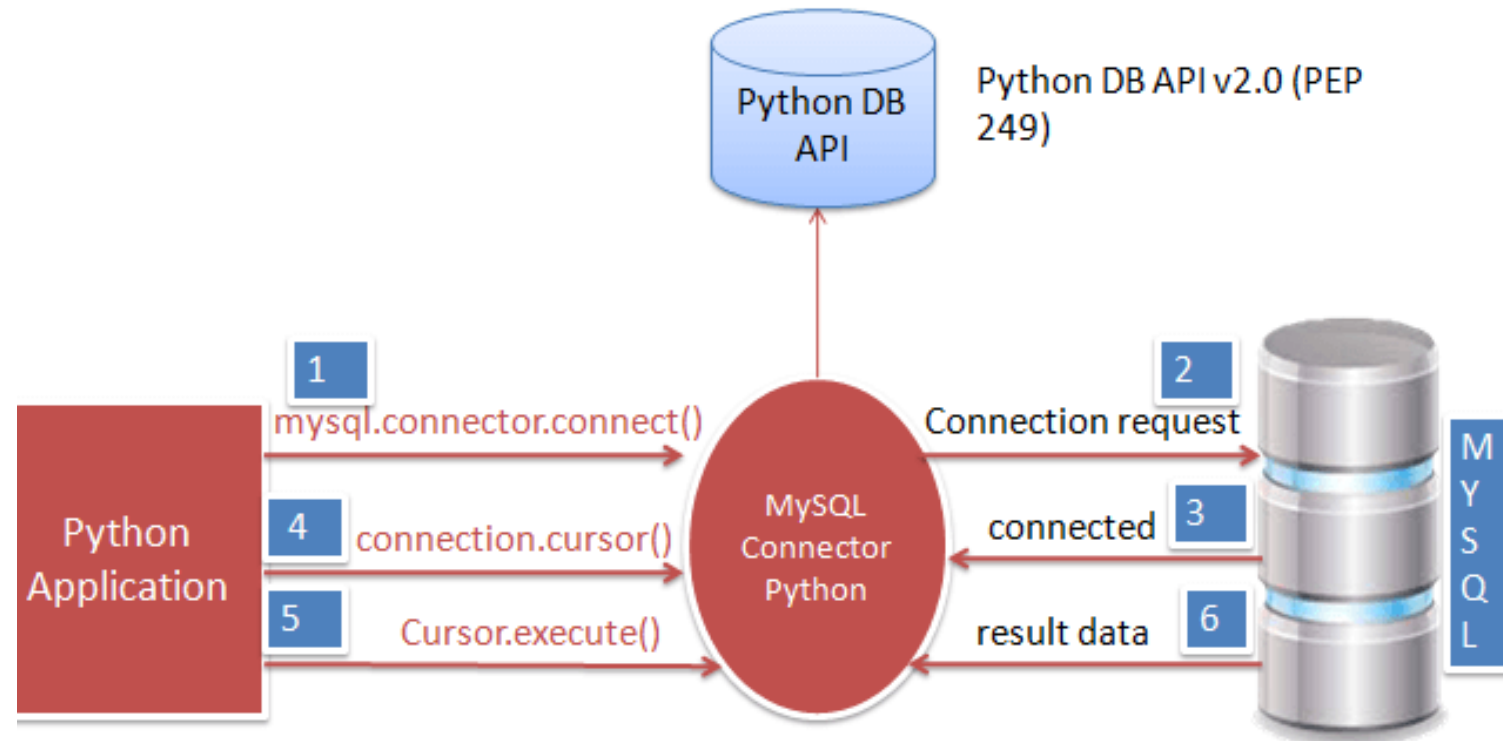 Python DB
API
Python DB API v2.0 (PEP
249)
1
mysql.connector.connect()
2
Connection request
4
connection.cursor()
3
connected
5
Cursor.execute()
6
result data
Python
Application
MySQL
Connector
Python
M
Y
S
Q
L